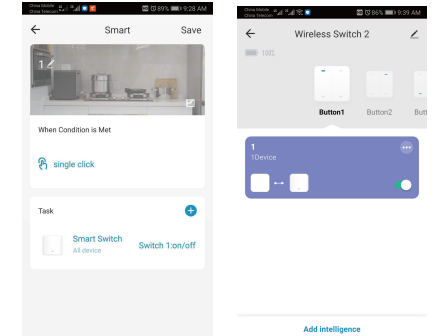 China Mobile
China Telecom
89% 9:28 AM
Smart
Save
1
When Condition is Met
single click
Task
Smart Switch
All device
Switch 1:on/off
China Mobile
China Telecom
86% 9:39 AM
Wireless Switch 2
100%
Button1
Button2
Butt
1
1Device
Add intelligence